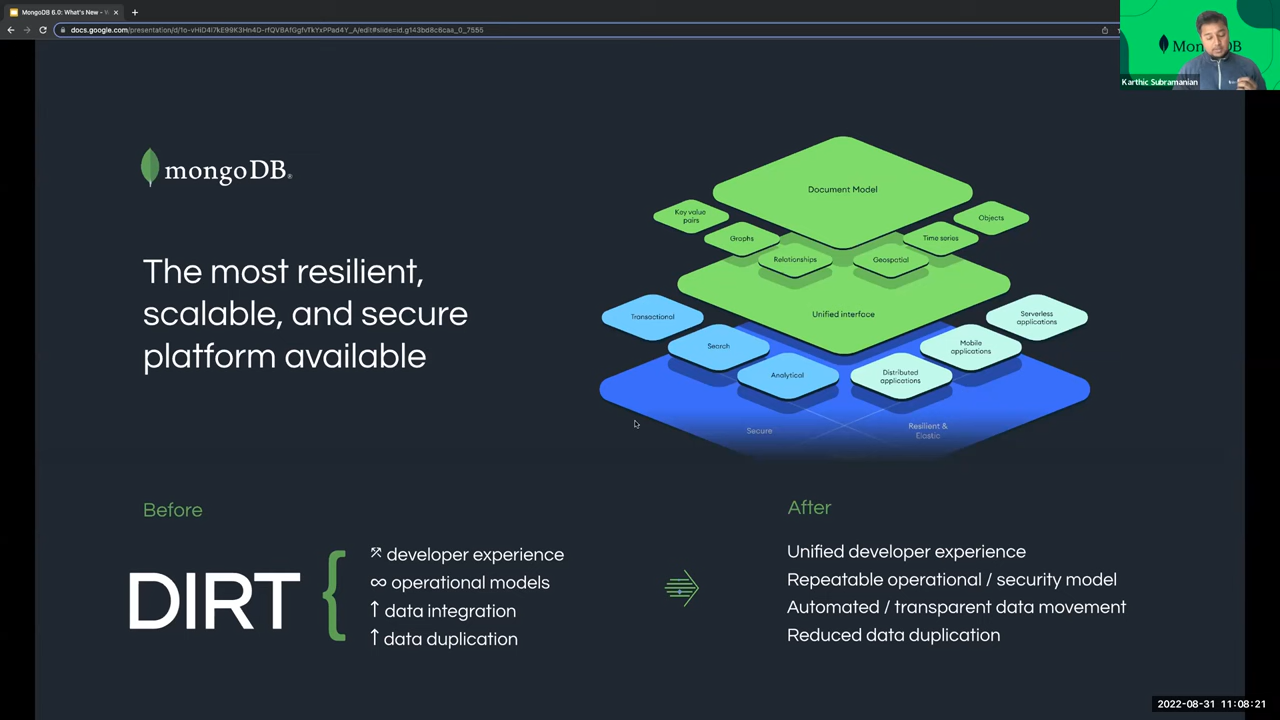 MongoDB 6.0: What's New - V
docs.google.com/presentation/d/1o-vHiD4l7kE99K3Hn4D-rfQVBAfGgfvTkYxPPad4Y_A/edit#slide=id.g143bd8c6caa_0_7555
MongoDB
Karthic Subramanian
mongoDB.
The most resilient,
scalable, and secure
platform available
Document Model
Key value
pairs
Objects
Graphs
Time series
Relationships
Geospatial
Unified interface
Transactional
Serverless
applications
Search
Mobile
applications
Analytical
Distributed
applications
Secure
Resilient &
Elastic
Before
DIRT
developer experience
∞ operational models
↑ data integration
↑ data duplication
After
Unified developer experience
Repeatable operational / security model
Automated / transparent data movement
Reduced data duplication
2022-08-31 11:08:21